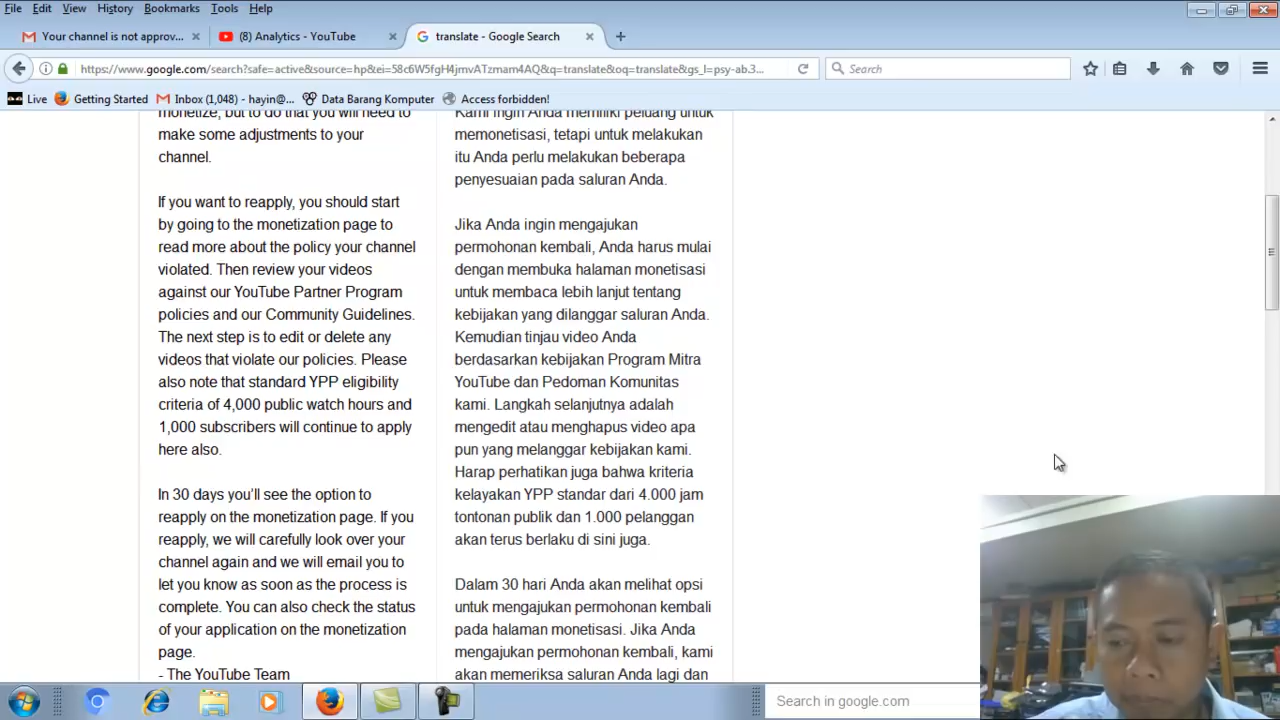 File Edit View History Bookmarks Tools Help
Your channel is not approv...
(8) Analytics - YouTube
translate - Google Search
https://www.google.com/search?safe=active&source=hp&ei=58c6W5fgH4jmvATzmam4AQ&q=translate&oq=translate&gs_l=psy-ab.3...
Search
Live Getting Started Inbox (1,048) - hayin@... Data Barang Komputer Access forbidden!
monetize, but to do that you will need to
make some adjustments to your
channel.
If you want to reapply, you should start
by going to the monetization page to
read more about the policy your channel
violated. Then review your videos
against our YouTube Partner Program
policies and our Community Guidelines.
The next step is to edit or delete any
videos that violate our policies. Please
also note that standard YPP eligibility
criteria of 4,000 public watch hours and
1,000 subscribers will continue to apply
here also.
In 30 days you'll see the option to
reapply on the monetization page. If you
reapply, we will carefully look over your
channel again and we will email you to
let you know as soon as the process is
complete. You can also check the status
of your application on the monetization
page.
- The YouTube Team
Kami ingin Anda memiliki peluang untuk
memonetisasi, tetapi untuk melakukan
itu Anda perlu melakukan beberapa
penyesuaian pada saluran Anda.
Jika Anda ingin mengajukan
permohonan kembali, Anda harus mulai
dengan membuka halaman monetisasi
untuk membaca lebih lanjut tentang
kebijakan yang dilanggar saluran Anda.
Kemudian tinjau video Anda
berdasarkan kebijakan Program Mitra
YouTube dan Pedoman Komunitas
kami. Langkah selanjutnya adalah
mengedit atau menghapus video apa
pun yang melanggar kebijakan kami.
Harap perhatikan juga bahwa kriteria
kelayakan YPP standar dari 4.000 jam
tontonan publik dan 1.000 pelanggan
akan terus berlaku di sini juga.
Dalam 30 hari Anda akan melihat opsi
untuk mengajukan permohonan kembali
pada halaman monetisasi. Jika Anda
mengajukan permohonan kembali, kami
akan memeriksa saluran Anda lagi dan
Search in google.com